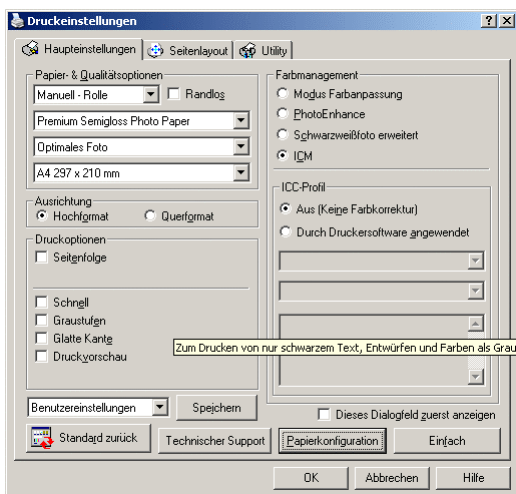 Druckeinstellungen
Haupteinstellungen
Seitenlayout
Utility
Papier- & Qualitätsoptionen
Manuell - Rolle
Randlos
Premium Semigloss Photo Paper
Optimales Foto
A4 297 x 210 mm
Ausrichtung
Hochformat
Querformat
Druckoptionen
Seitenfolge
Schnell
Graustufen
Glatte Kante
Druckvorschau
Farbmanagement
Modus Farbanpassung
PhotoEnhance
Schwarzweißfoto erweitert
ICM
ICC-Profil
Aus (Keine Farbkorrektur)
Durch Druckersoftware angewendet
Zum Drucken von nur schwarzem Text, Entwürfen und Farben als Grau
Benutzereinstellungen
Speichern
Dieses Dialogfeld zuerst anzeigen
Standard zurück
Technischer Support
Papierkonfiguration
Einfach
OK
Abbrechen
Hilfe